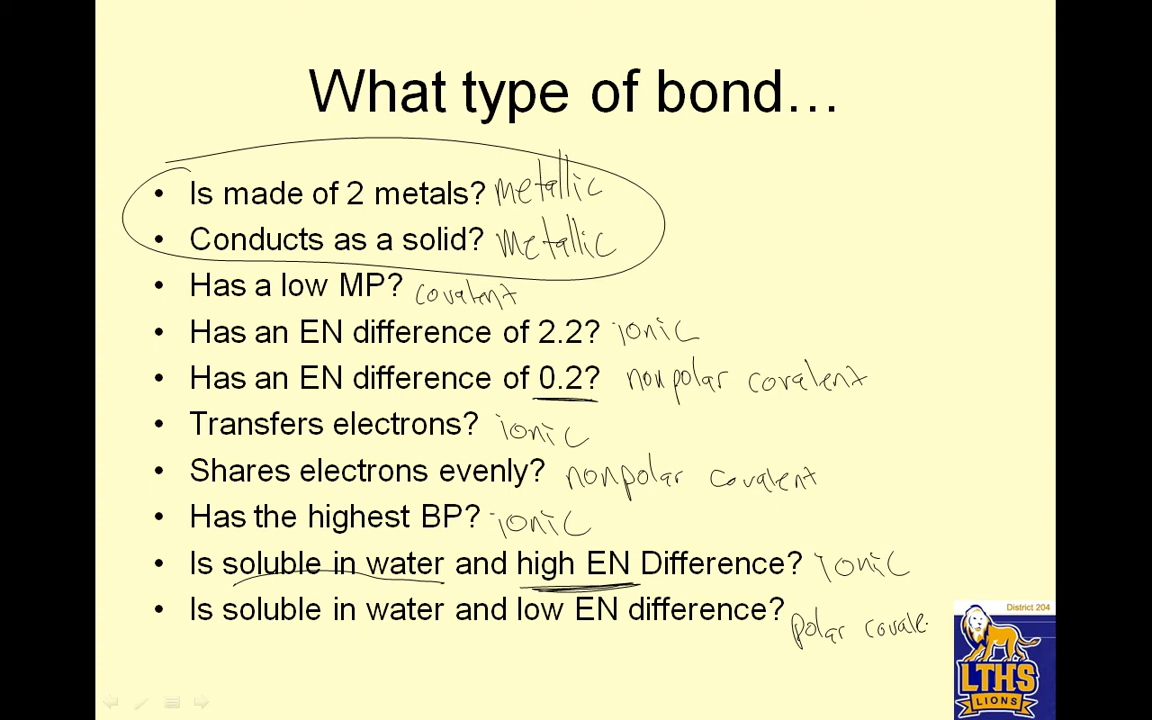 What type of bond…
• Is made of 2 metals? metallic
• Conducts as a solid? metallic
• Has a low MP? covalent
• Has an EN difference of 2.2? ionic
• Has an EN difference of 0.2? nonpolar covalent
• Transfers electrons? ionic
• Shares electrons evenly? nonpolar covalent
• Has the highest BP? ionic
• Is soluble in water and high EN Difference? ionic
• Is soluble in water and low EN difference? polar covale
District 204
LTHS
LIONS